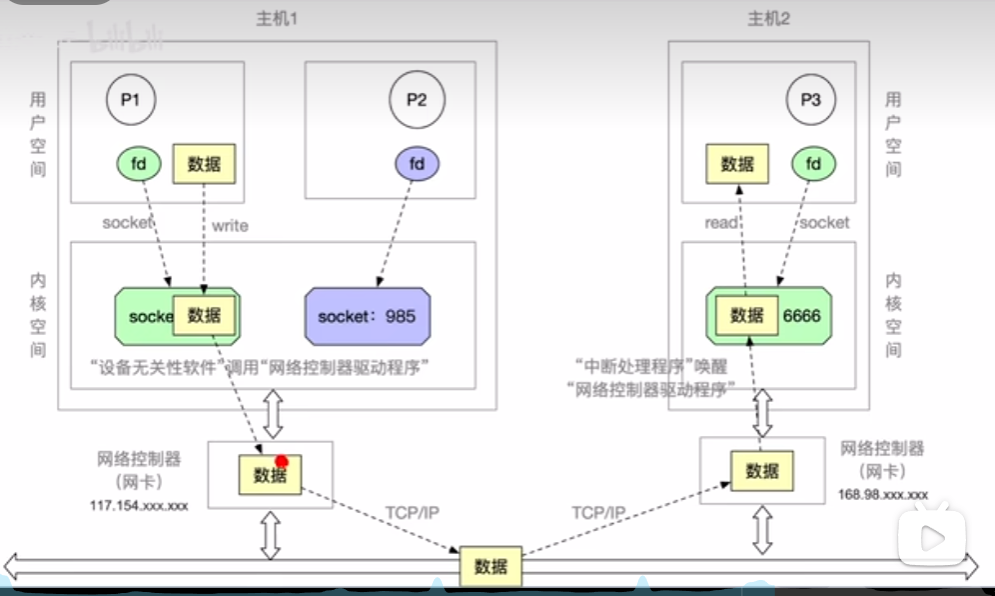 主机1
主机2
bilibili
P1
P2
P3
用户空间
用户空间
fd
数据
fd
数据
fd
socket
write
read
socket
内核空间
内核空间
socke
数据
socket：985
数据
6666
“设备无关性软件”调用“网络控制器驱动程序”
“中断处理程序”唤醒
“网络控制器驱动程序”
网络控制器
（网卡）
117.154.xxx.xxx
数据
数据
网络控制器
（网卡）
168.98.xxx.xxx
TCP/IP
TCP/IP
数据